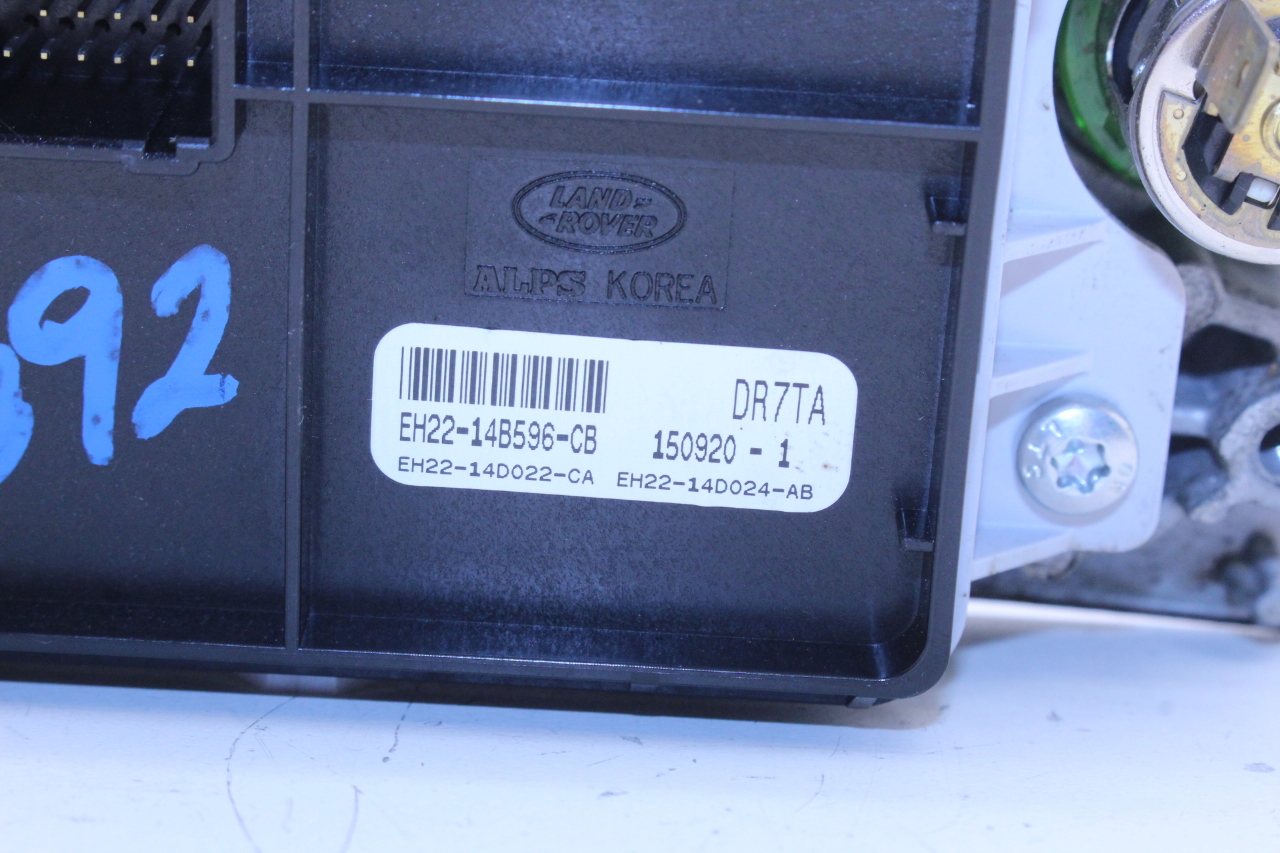 LAND
ROVER
ALPS KOREA
92
DR7TA
EH22-14B596-CB 150920 - 1
EH22-14D022-CA EH22-14D024-AB